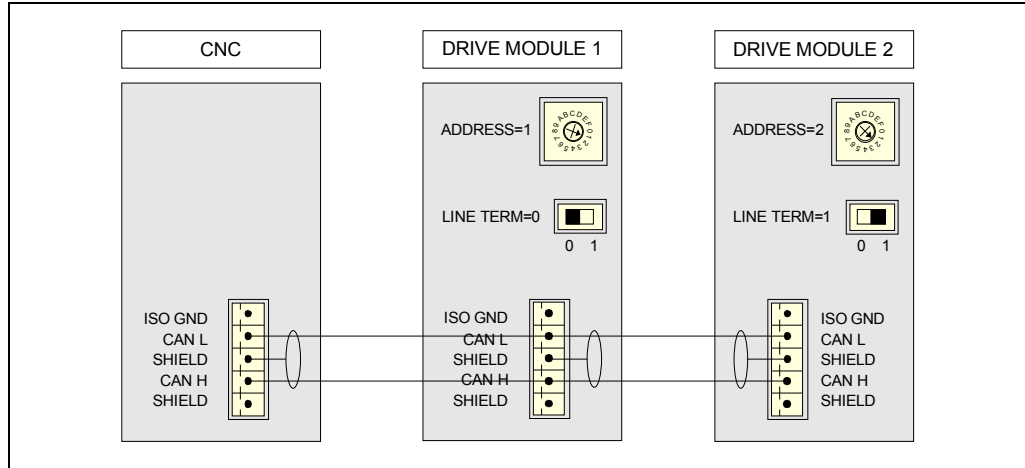 CNC
DRIVE MODULE 1
DRIVE MODULE 2
ADDRESS=1
ABCDEF0123456789
ADDRESS=2
ABCDEF0123456789
LINE TERM=0
0 1
LINE TERM=1
0 1
ISO GND
CAN L
SHIELD
CAN H
SHIELD
ISO GND
CAN L
SHIELD
CAN H
SHIELD
ISO GND
CAN L
SHIELD
CAN H
SHIELD